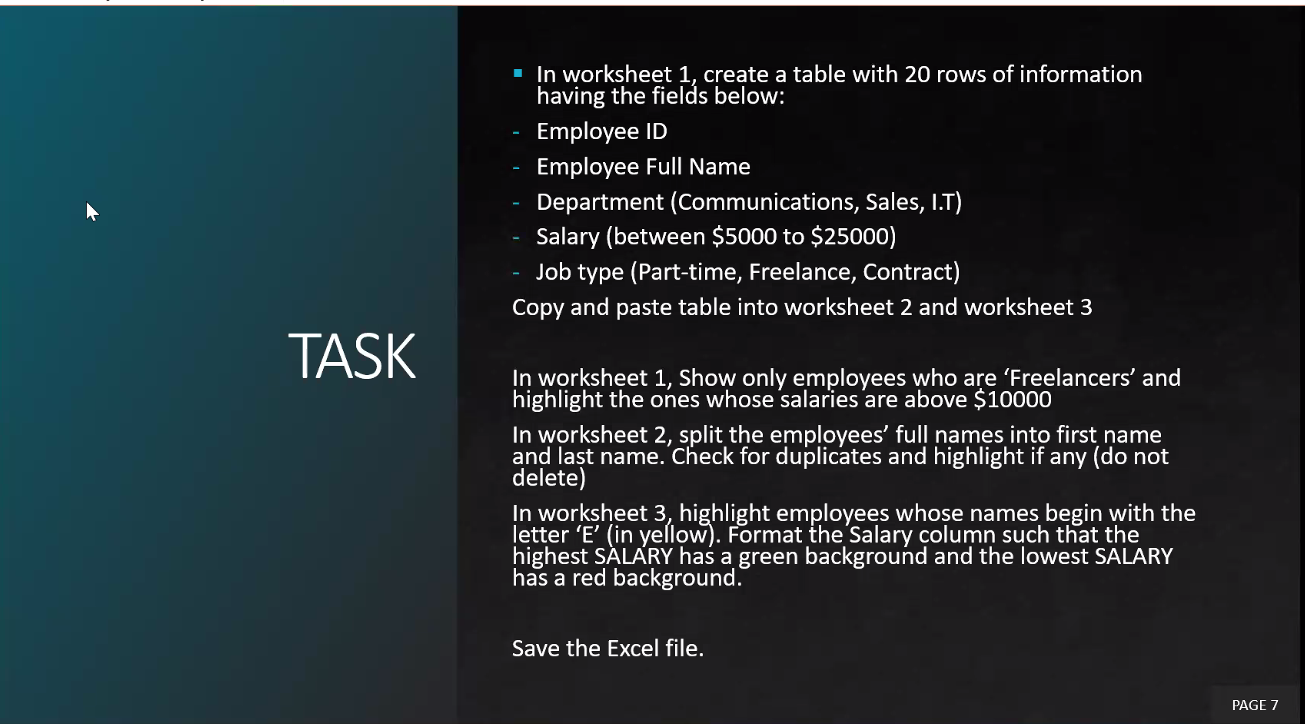 In worksheet 1, create a table with 20 rows of information
having the fields below:
- Employee ID
- Employee Full Name
- Department (Communications, Sales, I.T)
- Salary (between $5000 to $25000)
- Job type (Part-time, Freelance, Contract)
Copy and paste table into worksheet 2 and worksheet 3
TASK
In worksheet 1, Show only employees who are ‘Freelancers’ and
highlight the ones whose salaries are above $10000
In worksheet 2, split the employees’ full names into first name
and last name. Check for duplicates and highlight if any (do not
delete)
In worksheet 3, highlight employees whose names begin with the
letter ‘E’ (in yellow). Format the Salary column such that the
highest SALARY has a green background and the lowest SALARY
has a red background.
Save the Excel file.
PAGE 7